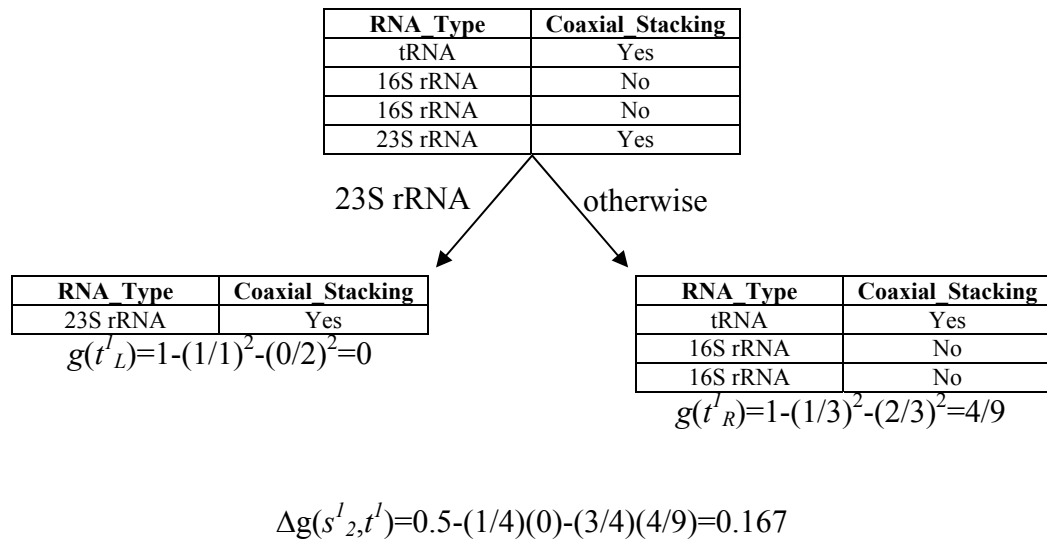 RNA_Type Coaxial_Stacking
tRNA Yes
16S rRNA No
16S rRNA No
23S rRNA Yes
23S rRNA otherwise
RNA_Type Coaxial_Stacking
23S rRNA Yes
g(t¹_L)=1-(1/1)²-(0/2)²=0
RNA_Type Coaxial_Stacking
tRNA Yes
16S rRNA No
16S rRNA No
g(t¹_R)=1-(1/3)²-(2/3)²=4/9
Δg(s¹₂,t¹)=0.5-(1/4)(0)-(3/4)(4/9)=0.167